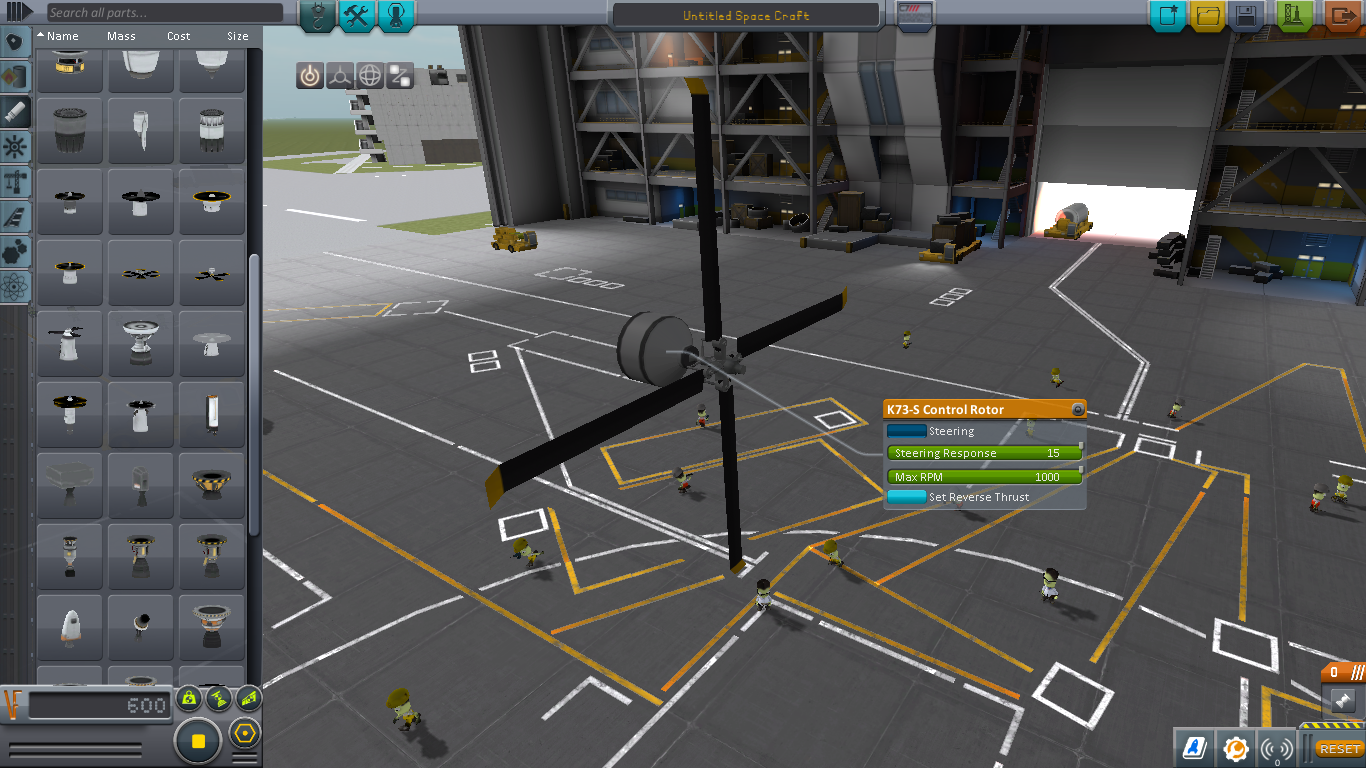 Search all parts...
Untitled Space Craft
Name Mass Cost Size
K73-S Control Rotor
Steering
Steering Response 15
Max RPM 1000
Set Reverse Thrust
0
600
0
RESET